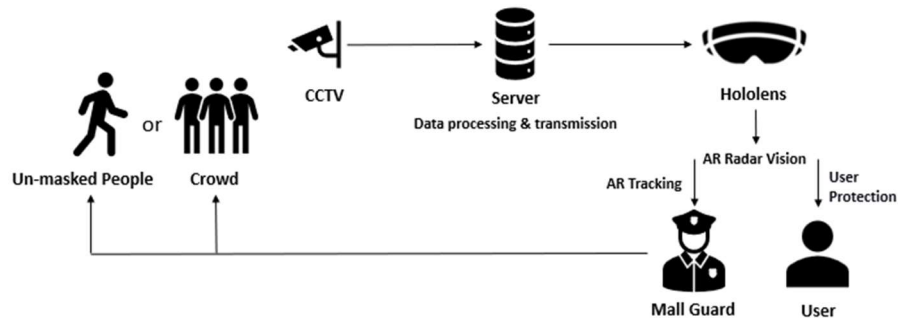 or
CCTV
Server
Data processing & transmission
Hololens
Un-masked People
Crowd
AR Radar Vision
AR Tracking
User
Protection
Mall Guard
User